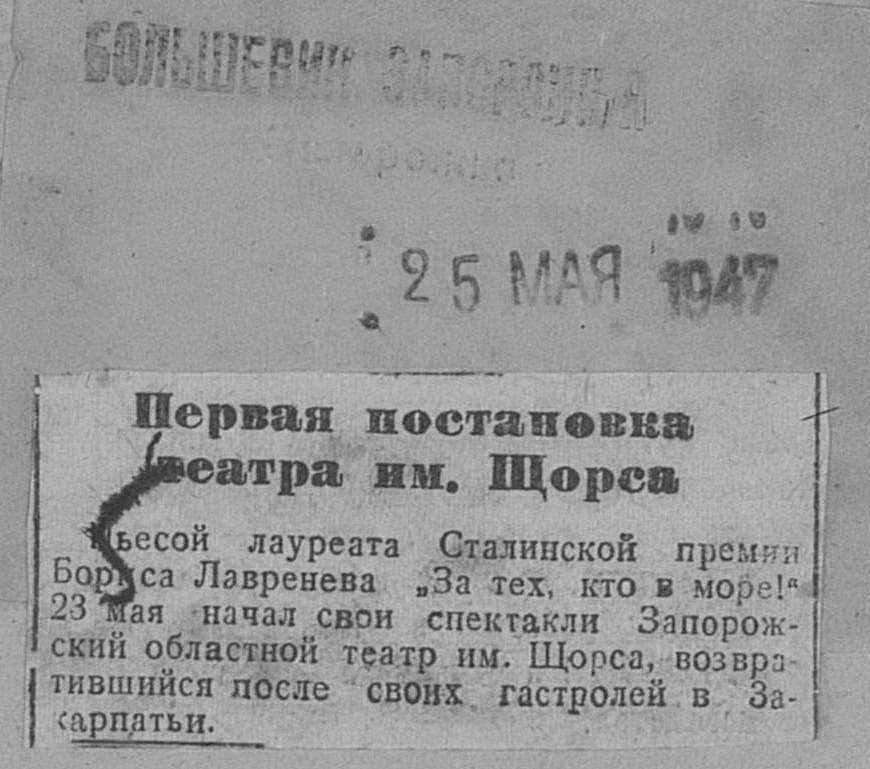 БОЛЬШЕВИК ЗАПОРОЖЬЯ
25 МАЯ 1947
Первая постановка
театра им. Щорса
Пьесой лауреата Сталинской премии
Бориса Лавренева „За тех, кто в море!“
23 мая начал свои спектакли Запорож-
ский областной театр им. Щорса, возвра-
тившийся после своих гастролей в За-
карпатьи.